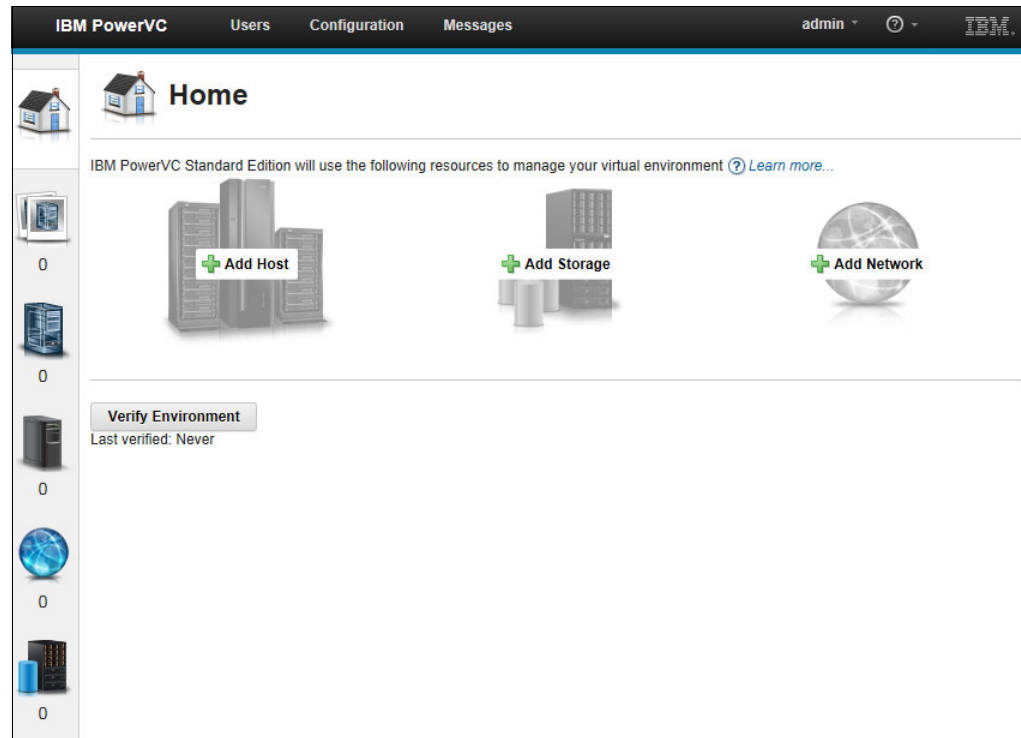 IBM PowerVC Users Configuration Messages admin ? IBM.
Home
IBM PowerVC Standard Edition will use the following resources to manage your virtual environment ? Learn more...
Add Host Add Storage Add Network
Verify Environment
Last verified: Never
0
0
0
0
0